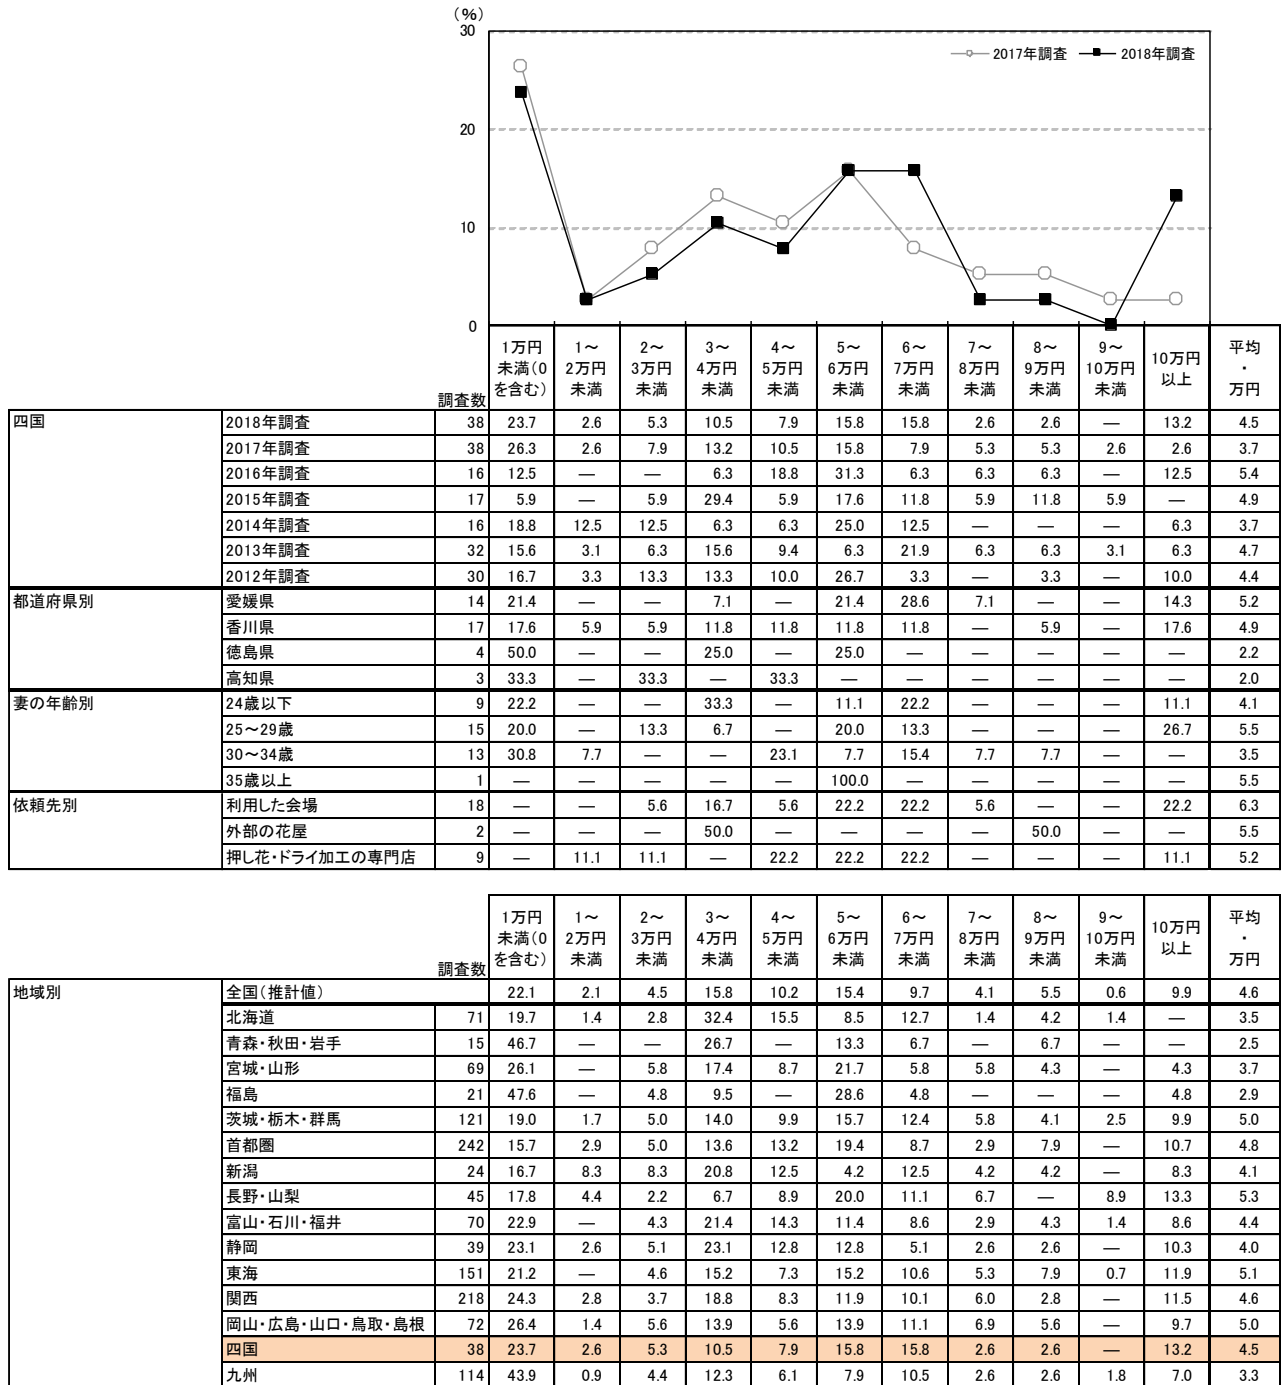 (%)
30
20
10
0
2017年調査 2018年調査
調査数 1万円未満(0を含む) 1～2万円未満 2～3万円未満 3～4万円未満 4～5万円未満 5～6万円未満 6～7万円未満 7～8万円未満 8～9万円未満 9～10万円未満 10万円以上 平均・万円
四国 2018年調査 38 23.7 2.6 5.3 10.5 7.9 15.8 15.8 2.6 2.6 — 13.2 4.5
2017年調査 38 26.3 2.6 7.9 13.2 10.5 15.8 7.9 5.3 5.3 2.6 2.6 3.7
2016年調査 16 12.5 — — 6.3 18.8 31.3 6.3 6.3 6.3 — 12.5 5.4
2015年調査 17 5.9 — 5.9 29.4 5.9 17.6 11.8 5.9 11.8 5.9 — 4.9
2014年調査 16 18.8 12.5 12.5 6.3 6.3 25.0 12.5 — — — 6.3 3.7
2013年調査 32 15.6 3.1 6.3 15.6 9.4 6.3 21.9 6.3 6.3 3.1 6.3 4.7
2012年調査 30 16.7 3.3 13.3 13.3 10.0 26.7 3.3 — 3.3 — 10.0 4.4
都道府県別 愛媛県 14 21.4 — — 7.1 — 21.4 28.6 7.1 — — 14.3 5.2
香川県 17 17.6 5.9 5.9 11.8 11.8 11.8 11.8 — 5.9 — 17.6 4.9
徳島県 4 50.0 — — 25.0 — 25.0 — — — — — 2.2
高知県 3 33.3 — 33.3 — 33.3 — — — — — — 2.0
妻の年齢別 24歳以下 9 22.2 — — 33.3 — 11.1 22.2 — — — 11.1 4.1
25～29歳 15 20.0 — 13.3 6.7 — 20.0 13.3 — — — 26.7 5.5
30～34歳 13 30.8 7.7 — — 23.1 7.7 15.4 7.7 7.7 — — 3.5
35歳以上 1 — — — — — 100.0 — — — — — 5.5
依頼先別 利用した会場 18 — — 5.6 16.7 5.6 22.2 22.2 5.6 — — 22.2 6.3
外部の花屋 2 — — — 50.0 — — — — 50.0 — — 5.5
押し花・ドライ加工の専門店 9 — 11.1 11.1 — 22.2 22.2 22.2 — — — 11.1 5.2
調査数 1万円未満(0を含む) 1～2万円未満 2～3万円未満 3～4万円未満 4～5万円未満 5～6万円未満 6～7万円未満 7～8万円未満 8～9万円未満 9～10万円未満 10万円以上 平均・万円
地域別 全国(推計値) 22.1 2.1 4.5 15.8 10.2 15.4 9.7 4.1 5.5 0.6 9.9 4.6
北海道 71 19.7 1.4 2.8 32.4 15.5 8.5 12.7 1.4 4.2 1.4 — 3.5
青森・秋田・岩手 15 46.7 — — 26.7 — 13.3 6.7 — 6.7 — — 2.5
宮城・山形 69 26.1 — 5.8 17.4 8.7 21.7 5.8 5.8 4.3 — 4.3 3.7
福島 21 47.6 — 4.8 9.5 — 28.6 4.8 — — — 4.8 2.9
茨城・栃木・群馬 121 19.0 1.7 5.0 14.0 9.9 15.7 12.4 5.8 4.1 2.5 9.9 5.0
首都圏 242 15.7 2.9 5.0 13.6 13.2 19.4 8.7 2.9 7.9 — 10.7 4.8
新潟 24 16.7 8.3 8.3 20.8 12.5 4.2 12.5 4.2 4.2 — 8.3 4.1
長野・山梨 45 17.8 4.4 2.2 6.7 8.9 20.0 11.1 6.7 — 8.9 13.3 5.3
富山・石川・福井 70 22.9 — 4.3 21.4 14.3 11.4 8.6 2.9 4.3 1.4 8.6 4.4
静岡 39 23.1 2.6 5.1 23.1 12.8 12.8 5.1 2.6 2.6 — 10.3 4.0
東海 151 21.2 — 4.6 15.2 7.3 15.2 10.6 5.3 7.9 0.7 11.9 5.1
関西 218 24.3 2.8 3.7 18.8 8.3 11.9 10.1 6.0 2.8 — 11.5 4.6
岡山・広島・山口・鳥取・島根 72 26.4 1.4 5.6 13.9 5.6 13.9 11.1 6.9 5.6 — 9.7 5.0
四国 38 23.7 2.6 5.3 10.5 7.9 15.8 15.8 2.6 2.6 — 13.2 4.5
九州 114 43.9 0.9 4.4 12.3 6.1 7.9 10.5 2.6 2.6 1.8 7.0 3.3